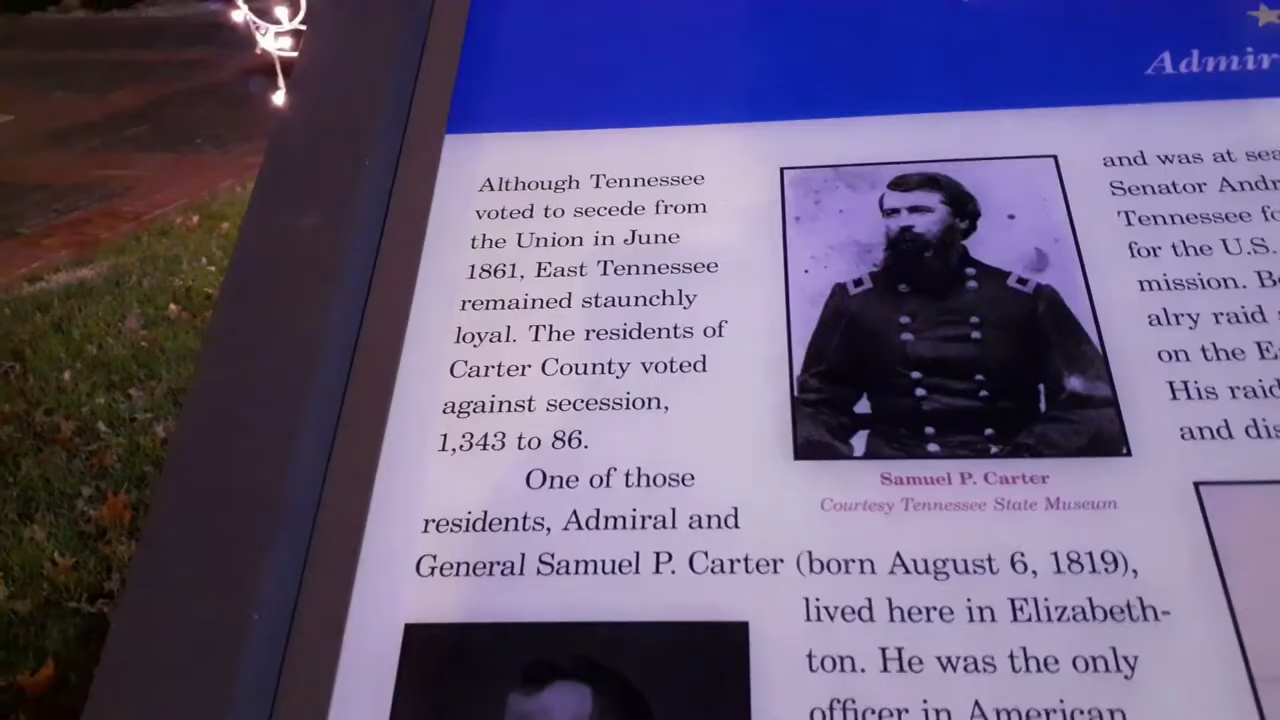 Admir
Although Tennessee
voted to secede from
the Union in June
1861, East Tennessee
remained staunchly
loyal. The residents of
Carter County voted
against secession,
1,343 to 86.
One of those
residents, Admiral and
General Samuel P. Carter (born August 6, 1819),
lived here in Elizabeth-
ton. He was the only
officer in American
Samuel P. Carter
Courtesy Tennessee State Museum
and was at sea
Senator Andr
Tennessee fo
for the U.S.
mission. Be
alry raid
on the Ea
His raid
and dis